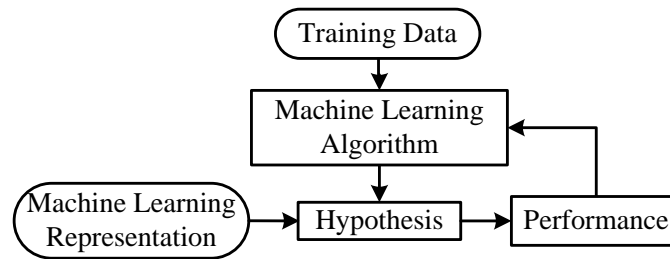 Training Data
Machine Learning
Algorithm
Machine Learning
Representation
Hypothesis
Performance